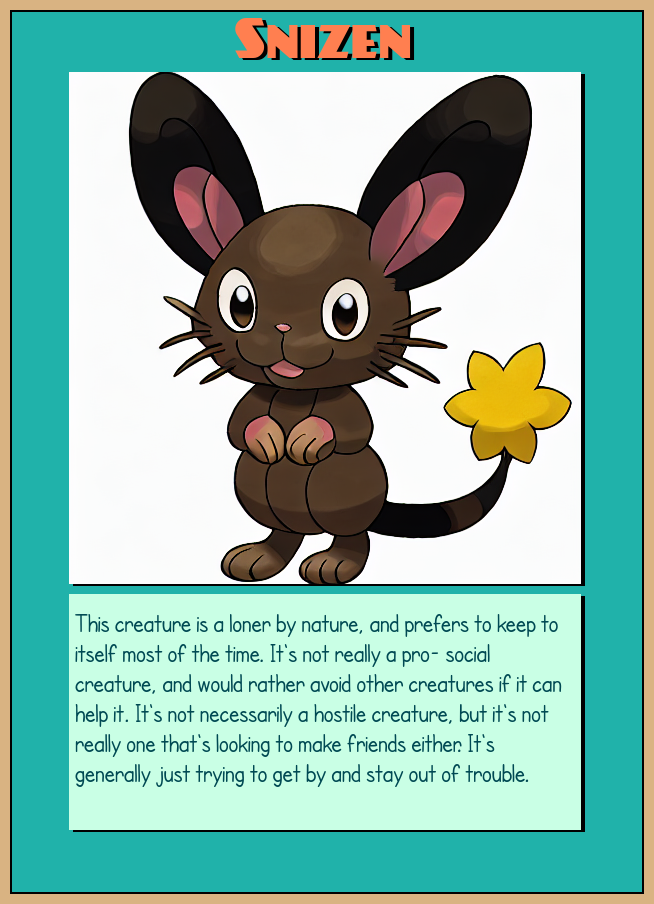 Snizen
This creature is a loner by nature, and prefers to keep to
itself most of the time. It's not really a pro- social
creature, and would rather avoid other creatures if it can
help it. It's not necessarily a hostile creature, but it's not
really one that's looking to make friends either. It's
generally just trying to get by and stay out of trouble.